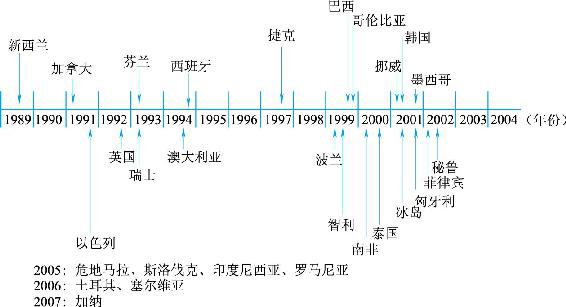 巴西
哥伦比亚
新西兰
捷克
韩国
加拿大
芬兰
西班牙
挪威
墨西哥
1989 1990 1991 1992 1993 1994 1995 1996 1997 1998 1999 2000 2001 2002 2003 2004 (年份)
英国
澳大利亚
波兰
秘鲁
瑞士
菲律宾
匈牙利
冰岛
智利
泰国
以色列
南非
2005：危地马拉、斯洛伐克、印度尼西亚、罗马尼亚
2006：土耳其、塞尔维亚
2007：加纳